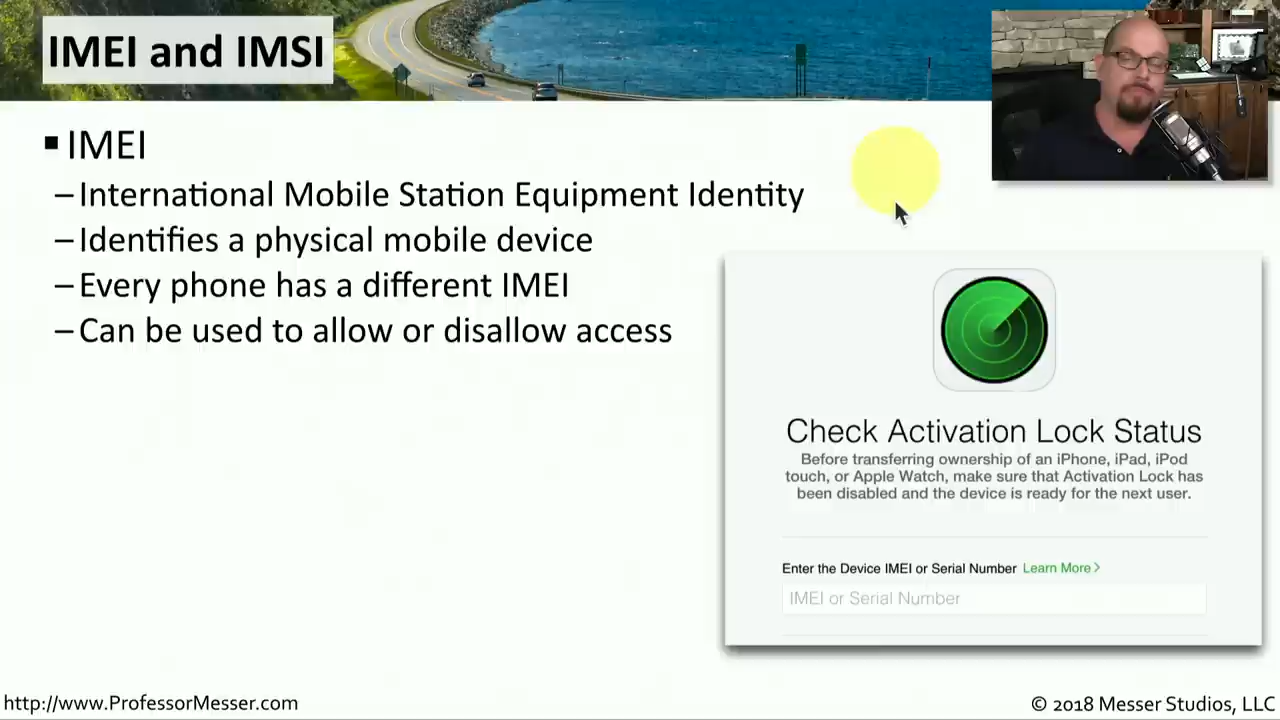 IMEI and IMSI
▪ IMEI
– International Mobile Station Equipment Identity
– Identifies a physical mobile device
– Every phone has a different IMEI
– Can be used to allow or disallow access
Check Activation Lock Status
Before transferring ownership of an iPhone, iPad, iPod
touch, or Apple Watch, make sure that Activation Lock has
been disabled and the device is ready for the next user.
Enter the Device IMEI or Serial Number Learn More >
IMEI or Serial Number
http://www.ProfessorMesser.com
© 2018 Messer Studios, LLC